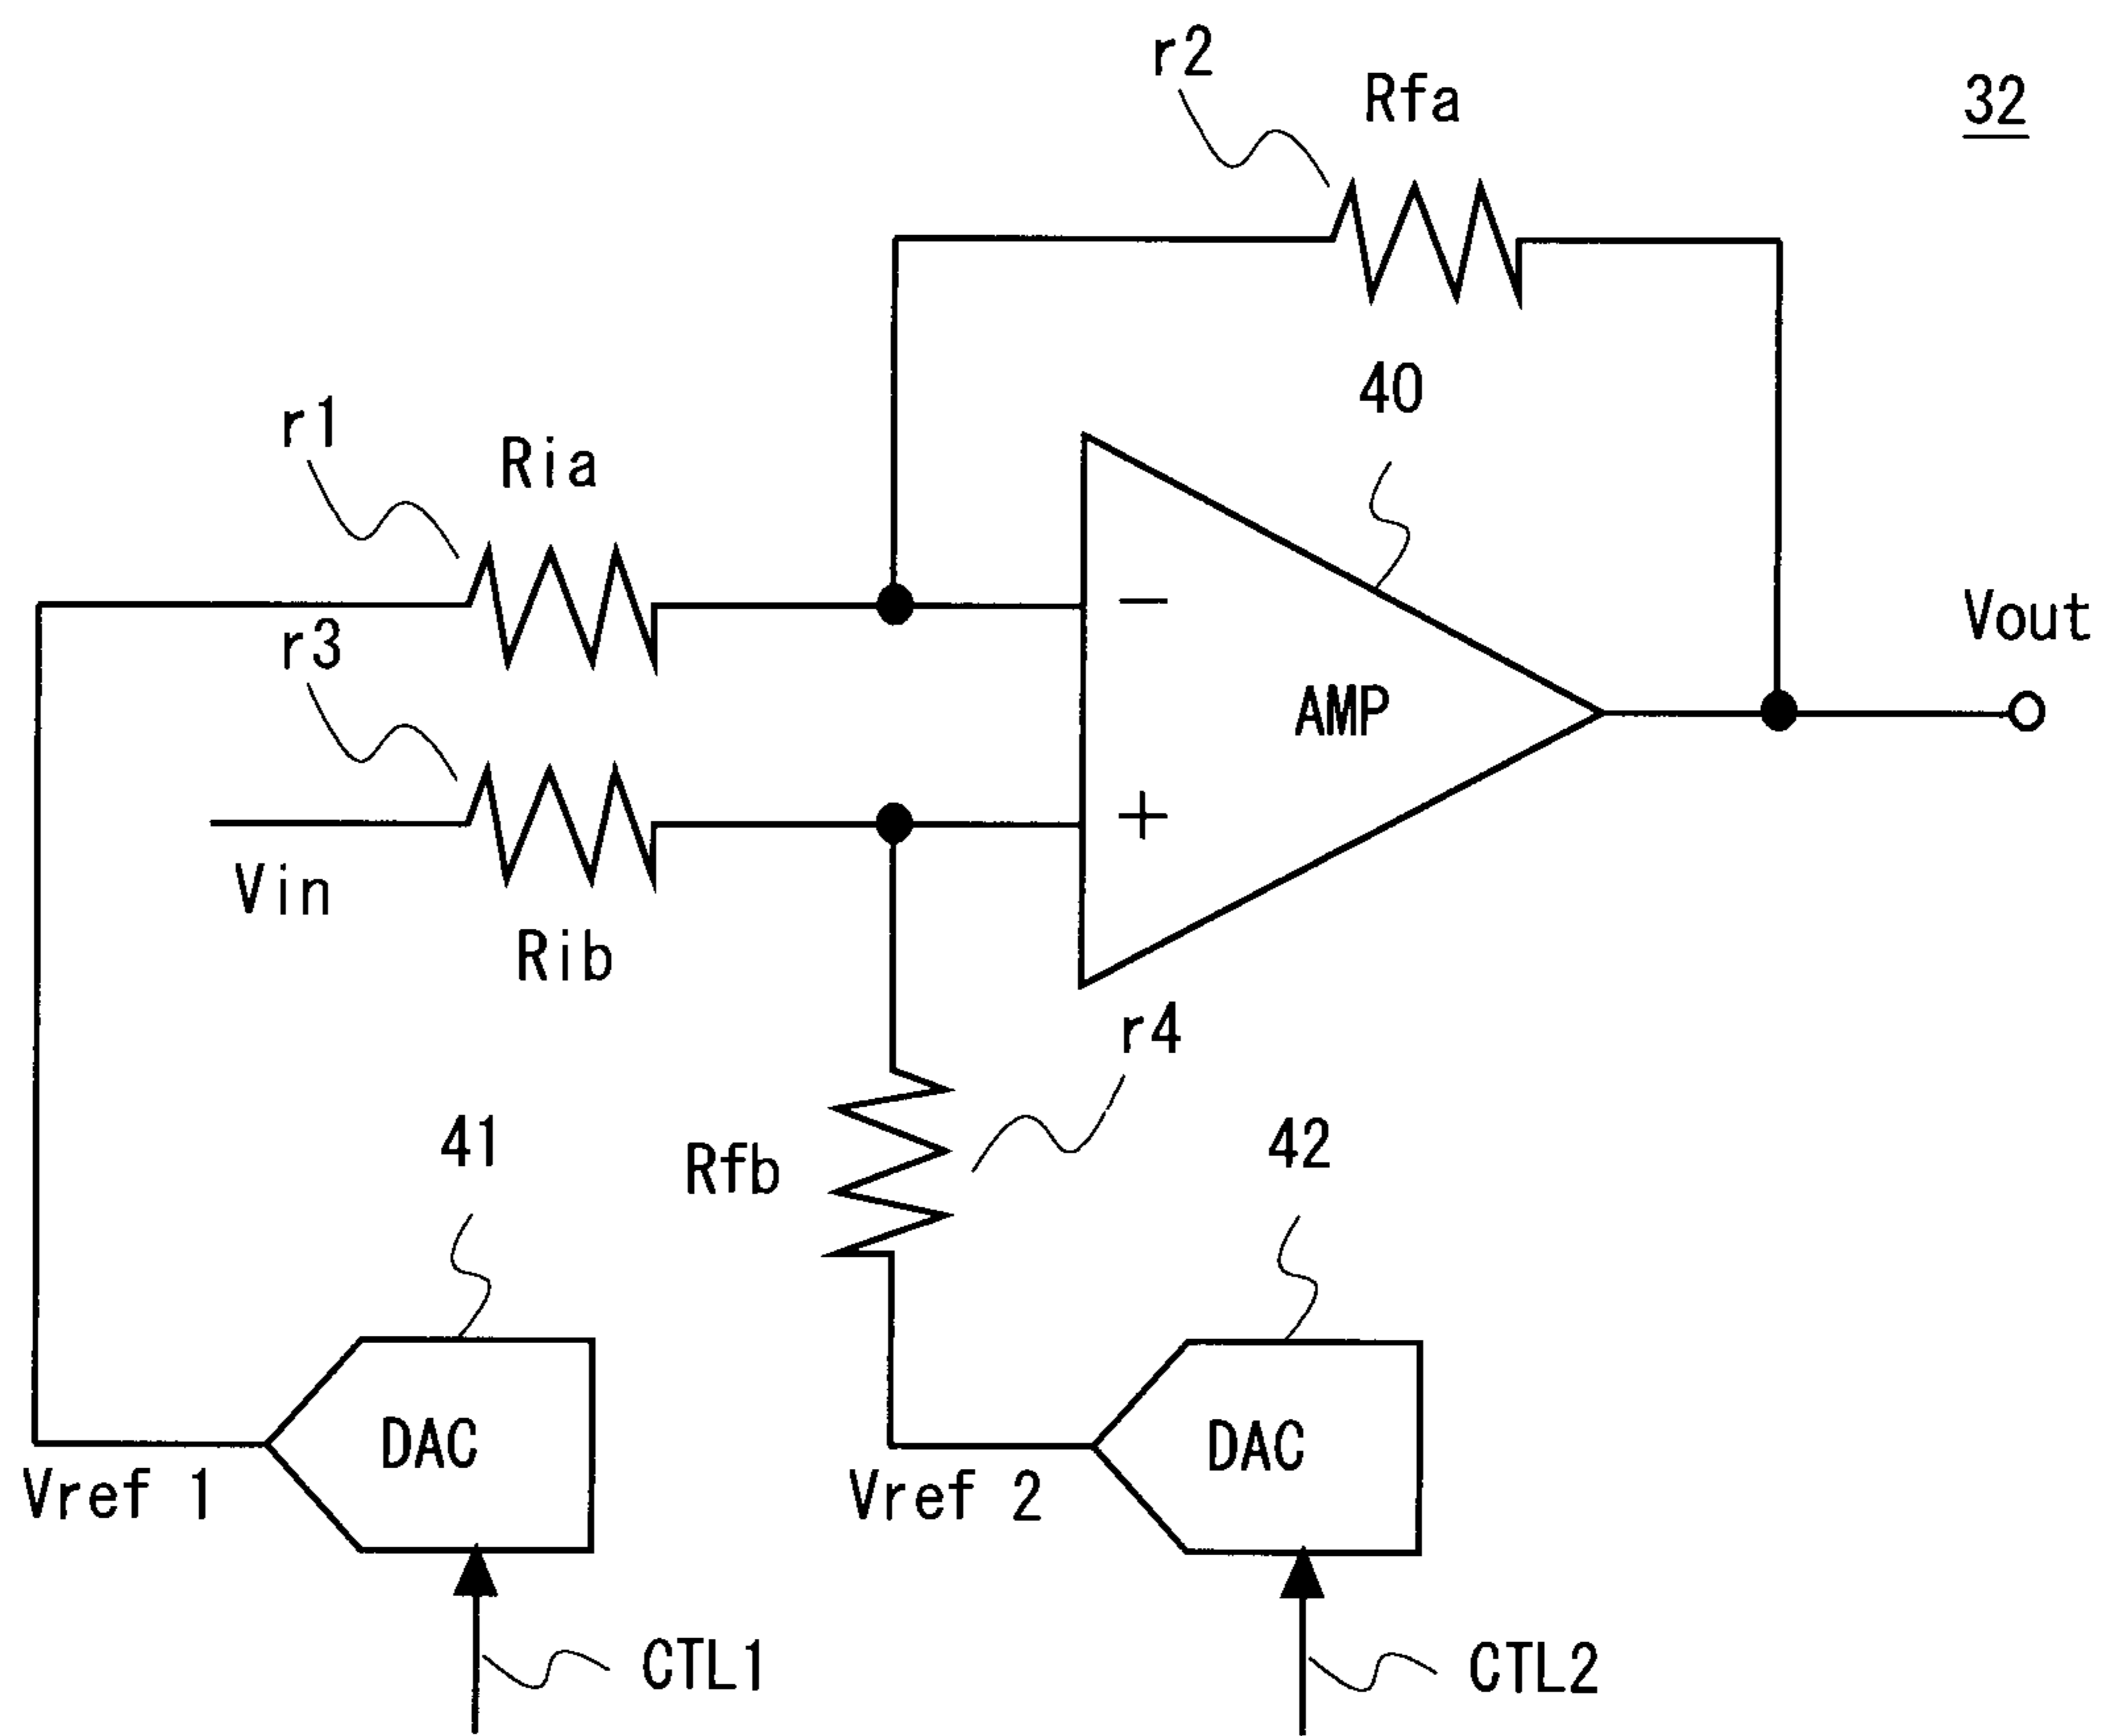 r2
Rfa
32
40
r1
Ria
Vout
r3
AMP
Vin
Rib
r4
41
Rfb
42
DAC
DAC
Vref 1
Vref 2
CTL1
CTL2
−
+